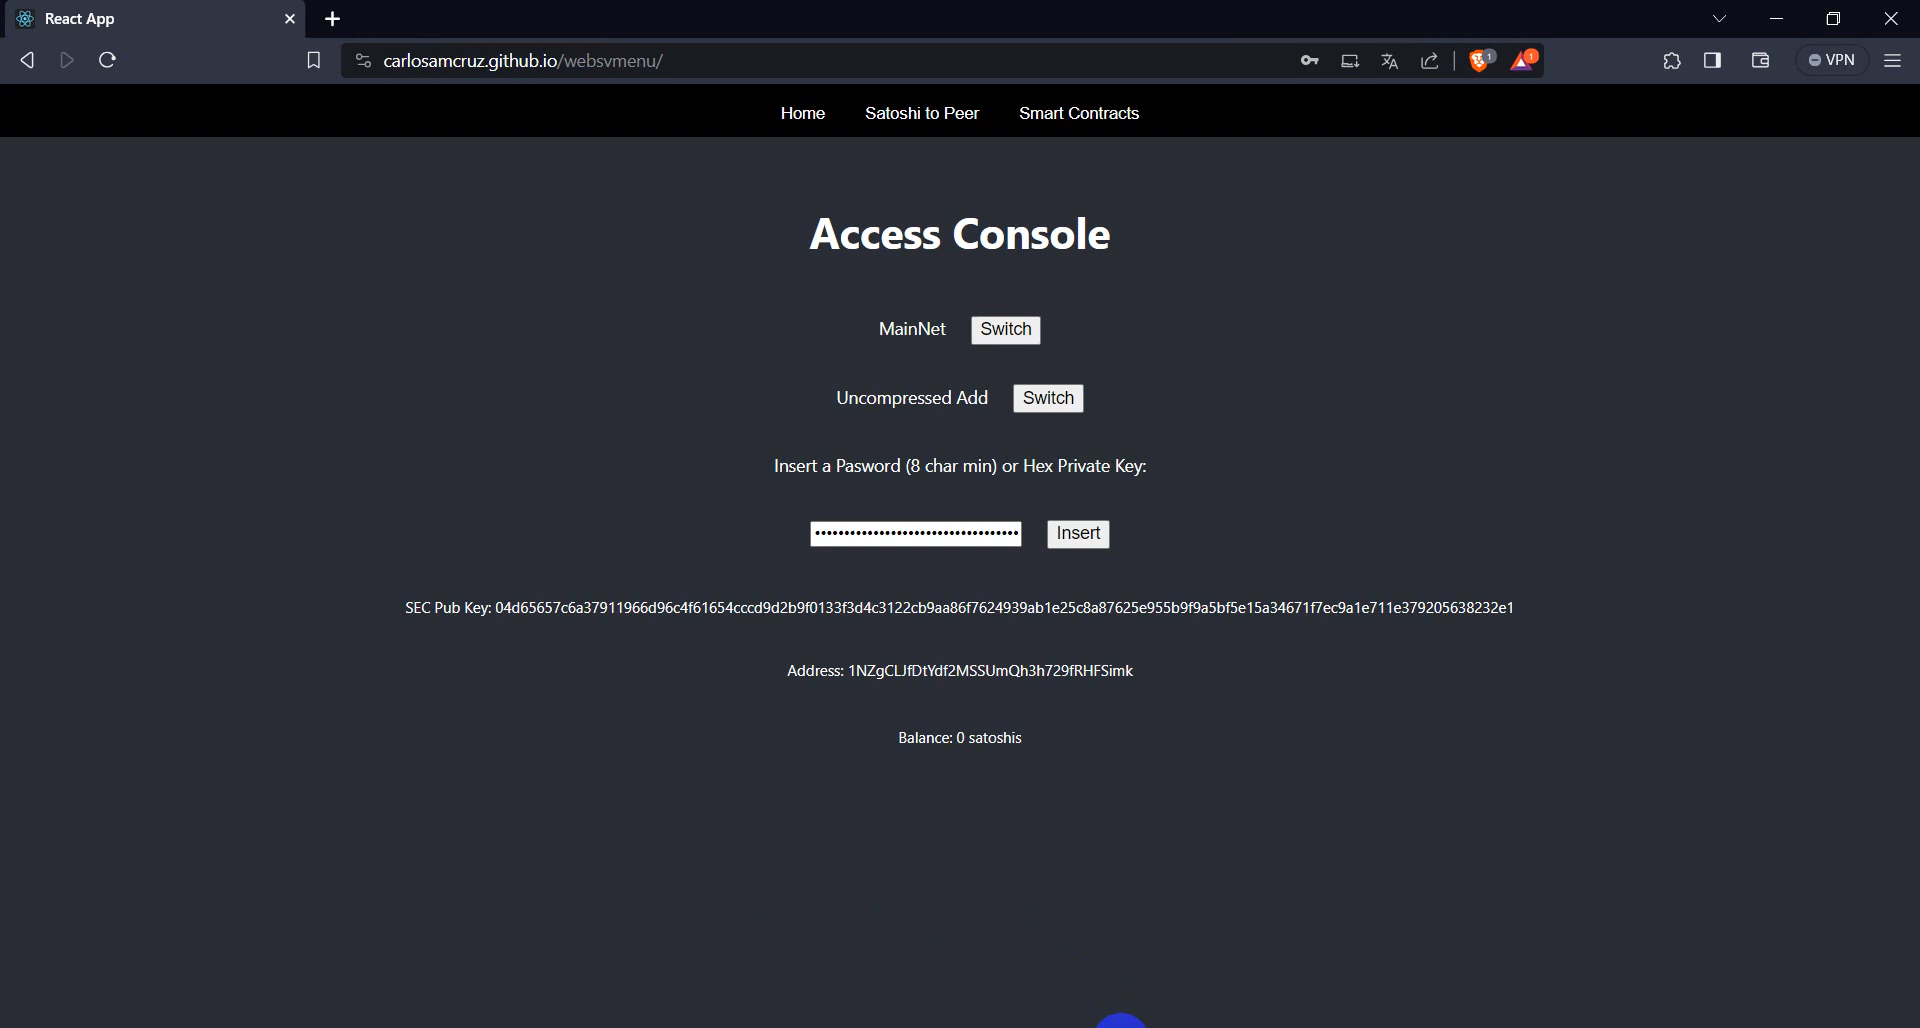 React App
carlosamcruz.github.io/websvmenu/
1
1
VPN
Home
Satoshi to Peer
Smart Contracts
Access Console
MainNet
Switch
Uncompressed Add
Switch
Insert a Pasword (8 char min) or Hex Private Key:
Insert
SEC Pub Key: 04d65657c6a37911966d96c4f61654cccd9d2b9f0133f3d4c3122cb9aa86f7624939ab1e25c8a87625e955b9f9a5bf5e15a34671f7ec9a1e711e379205638232e1
Address: 1NZgCLJfDtYdf2MSSUmQh3h729fRHFSimk
Balance: 0 satoshis